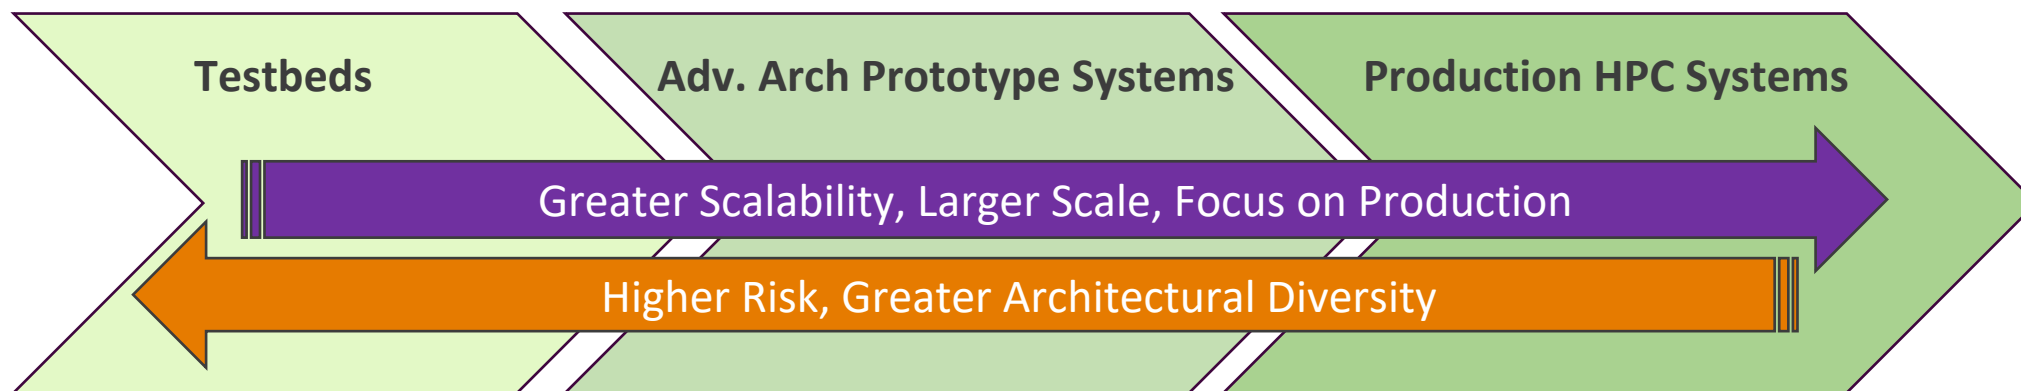 Testbeds
Adv. Arch Prototype Systems
Production HPC Systems
Greater Scalability, Larger Scale, Focus on Production
Higher Risk, Greater Architectural Diversity